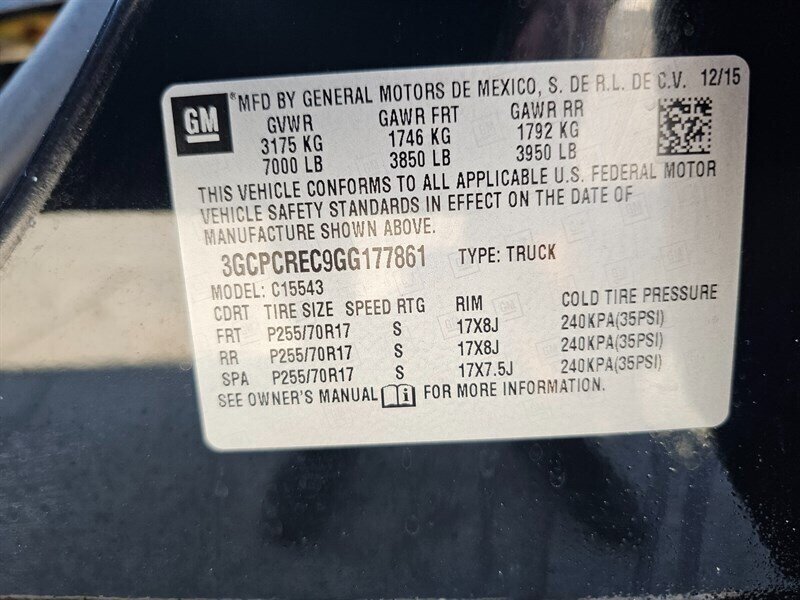 GM *MFD BY GENERAL MOTORS DE MEXICO, S. DE R.L. DE C.V. 12/15
GVWR GAWR FRT GAWR RR
3175 KG 1746 KG 1792 KG
7000 LB 3850 LB 3950 LB
THIS VEHICLE CONFORMS TO ALL APPLICABLE U.S. FEDERAL MOTOR
VEHICLE SAFETY STANDARDS IN EFFECT ON THE DATE OF
MANUFACTURE SHOWN ABOVE.
3GCPCREC9GG177861 TYPE: TRUCK
MODEL: C15543
CDRT TIRE SIZE SPEED RTG RIM COLD TIRE PRESSURE
FRT P255/70R17 S 17X8J 240KPA(35PSI)
RR P255/70R17 S 17X8J 240KPA(35PSI)
SPA P255/70R17 S 17X7.5J 240KPA(35PSI)
SEE OWNER'S MANUAL i FOR MORE INFORMATION.